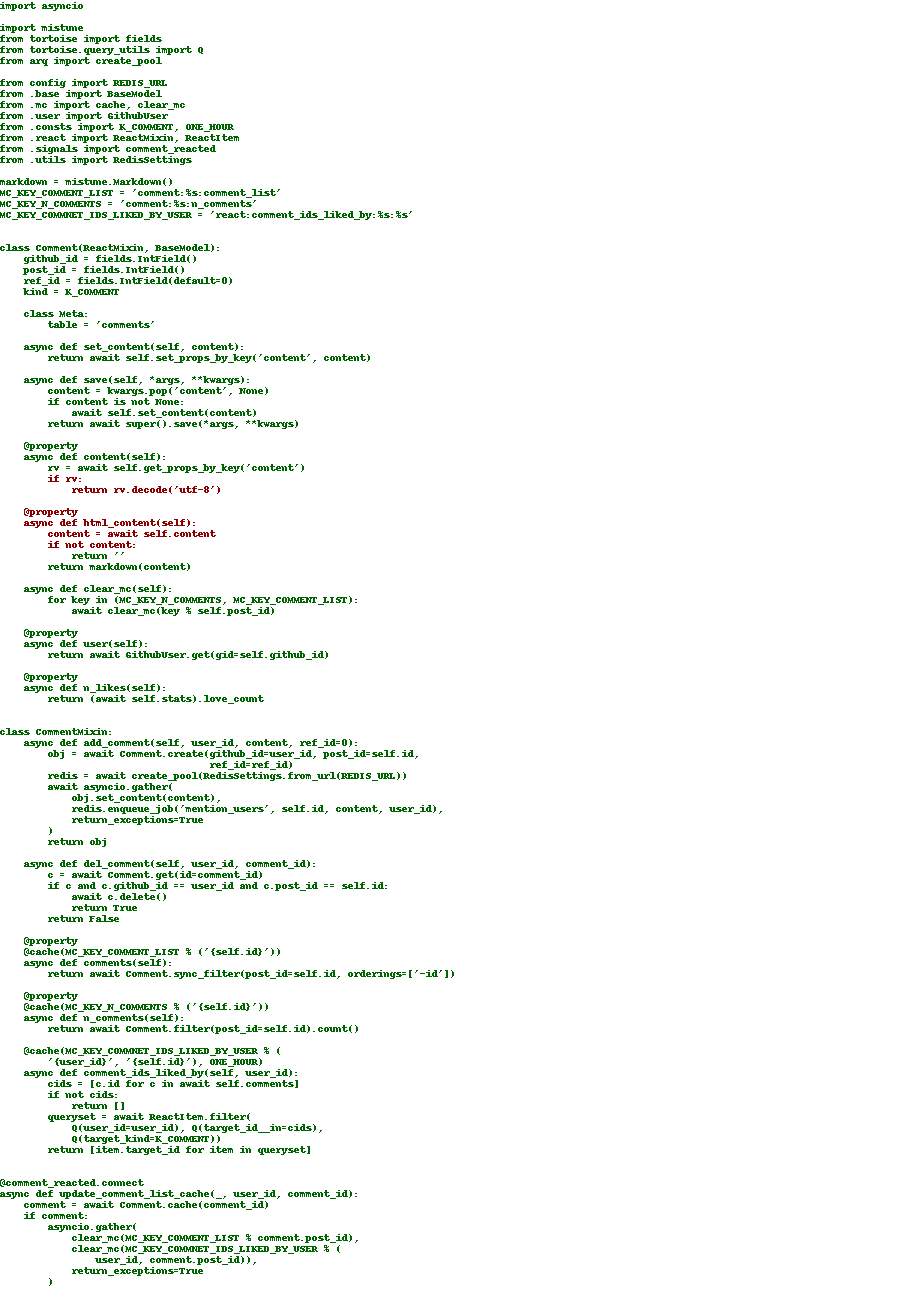 import asyncio

import mistune
from tortoise import fields
from tortoise.query_utils import Q
from arq import create_pool

from config import REDIS_URL
from .base import BaseModel
from .mc import cache, clear_mc
from .user import GithubUser
from .consts import K_COMMENT, ONE_HOUR
from .react import ReactMixin, ReactItem
from .signals import comment_reacted
from .utils import RedisSettings

markdown = mistune.Markdown()
MC_KEY_COMMENT_LIST = 'comment:%s:comment_list'
MC_KEY_N_COMMENTS = 'comment:%s:n_comments'
MC_KEY_COMMNET_IDS_LIKED_BY_USER = 'react:comment_ids_liked_by:%s:%s'


class Comment(ReactMixin, BaseModel):
    github_id = fields.IntField()
    post_id = fields.IntField()
    ref_id = fields.IntField(default=0)
    kind = K_COMMENT

    class Meta:
        table = 'comments'

    async def set_content(self, content):
        return await self.set_props_by_key('content', content)

    async def save(self, *args, **kwargs):
        content = kwargs.pop('content', None)
        if content is not None:
            await self.set_content(content)
        return await super().save(*args, **kwargs)

    @property
    async def content(self):
        rv = await self.get_props_by_key('content')
        if rv:
            return rv.decode('utf-8')

    @property
    async def html_content(self):
        content = await self.content
        if not content:
            return ''
        return markdown(content)

    async def clear_mc(self):
        for key in (MC_KEY_N_COMMENTS, MC_KEY_COMMENT_LIST):
            await clear_mc(key % self.post_id)

    @property
    async def user(self):
        return await GithubUser.get(gid=self.github_id)

    @property
    async def n_likes(self):
        return (await self.stats).love_count


class CommentMixin:
    async def add_comment(self, user_id, content, ref_id=0):
        obj = await Comment.create(github_id=user_id, post_id=self.id,
                                   ref_id=ref_id)
        redis = await create_pool(RedisSettings.from_url(REDIS_URL))
        await asyncio.gather(
            obj.set_content(content),
            redis.enqueue_job('mention_users', self.id, content, user_id),
            return_exceptions=True
        )
        return obj

    async def del_comment(self, user_id, comment_id):
        c = await Comment.get(id=comment_id)
        if c and c.github_id == user_id and c.post_id == self.id:
            await c.delete()
            return True
        return False

    @property
    @cache(MC_KEY_COMMENT_LIST % ('{self.id}'))
    async def comments(self):
        return await Comment.sync_filter(post_id=self.id, orderings=['-id'])

    @property
    @cache(MC_KEY_N_COMMENTS % ('{self.id}'))
    async def n_comments(self):
        return await Comment.filter(post_id=self.id).count()

    @cache(MC_KEY_COMMNET_IDS_LIKED_BY_USER % (
        '{user_id}', '{self.id}'), ONE_HOUR)
    async def comment_ids_liked_by(self, user_id):
        cids = [c.id for c in await self.comments]
        if not cids:
            return []
        queryset = await ReactItem.filter(
            Q(user_id=user_id), Q(target_id__in=cids),
            Q(target_kind=K_COMMENT))
        return [item.target_id for item in queryset]


@comment_reacted.connect
async def update_comment_list_cache(_, user_id, comment_id):
    comment = await Comment.cache(comment_id)
    if comment:
        asyncio.gather(
            clear_mc(MC_KEY_COMMENT_LIST % comment.post_id),
            clear_mc(MC_KEY_COMMNET_IDS_LIKED_BY_USER % (
                user_id, comment.post_id)),
            return_exceptions=True
        )